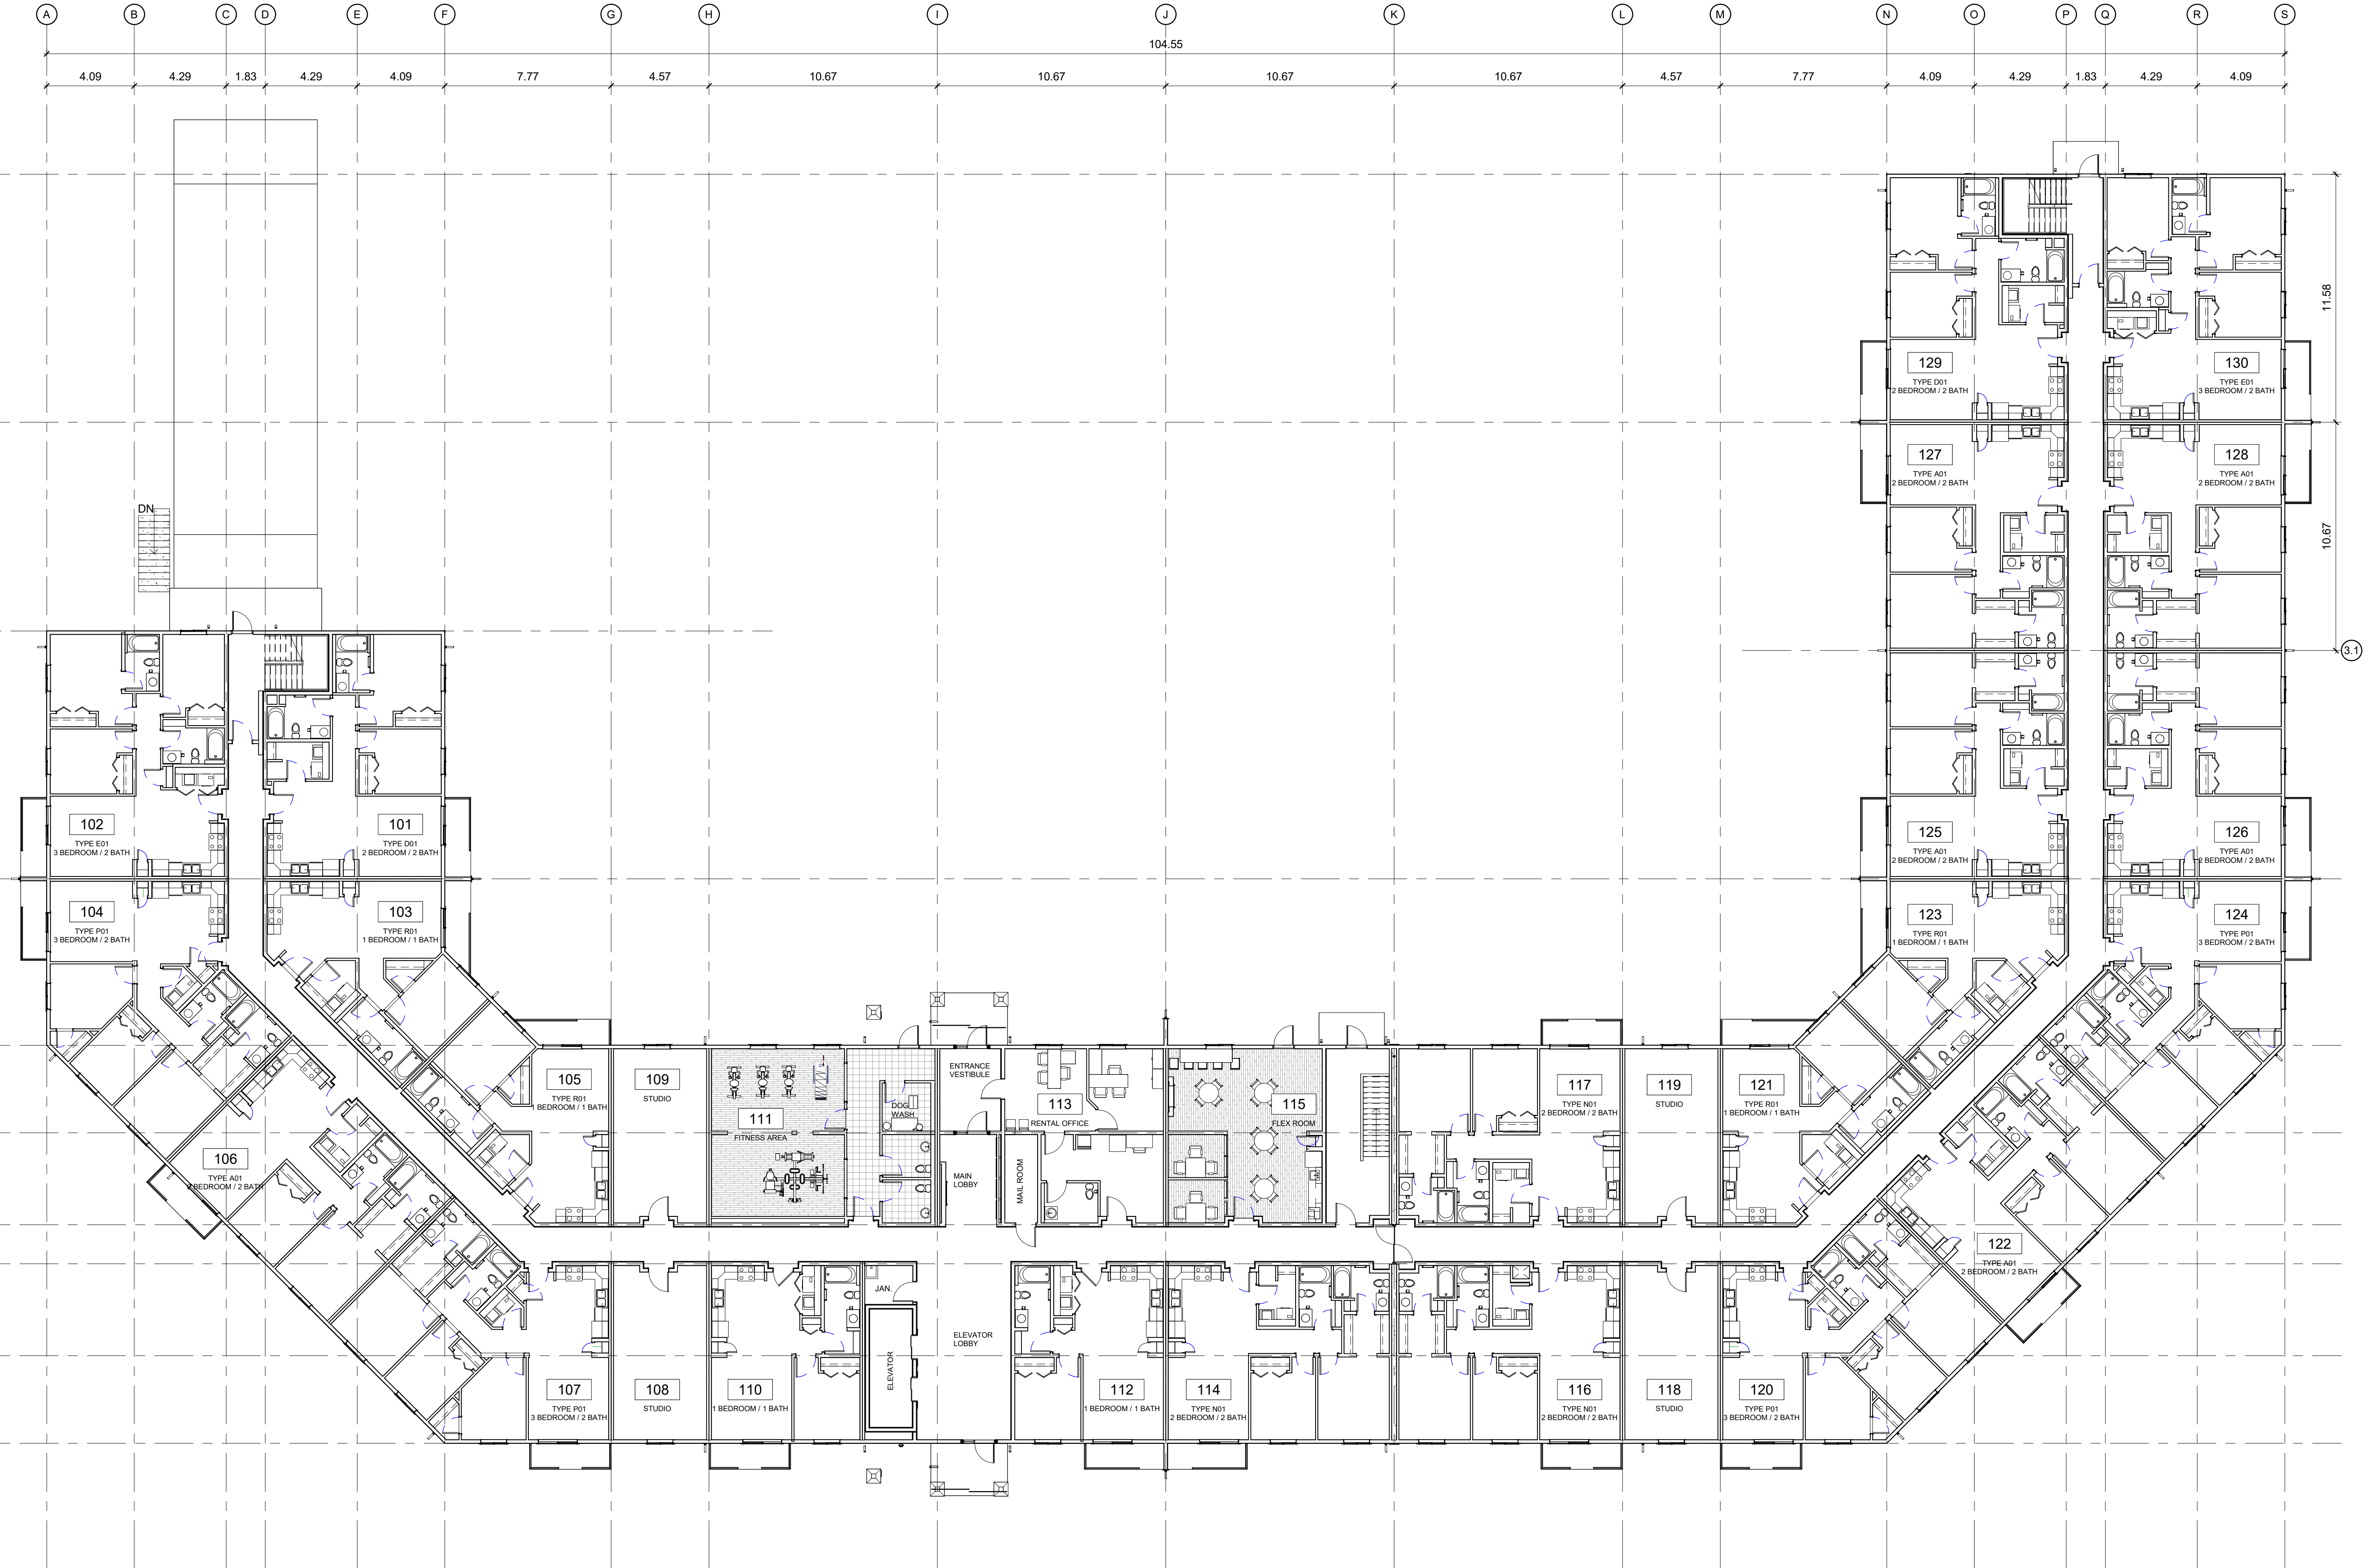 A B C D E F G H I J K L M N O P Q R S
104.55
4.09 4.29 1.83 4.29 4.09 7.77 4.57 10.67 10.67 10.67 10.67 4.57 7.77 4.09 4.29 1.83 4.29 4.09
11.58
129
TYPE D01
2 BEDROOM / 2 BATH
130
TYPE E01
3 BEDROOM / 2 BATH
127
TYPE A01
2 BEDROOM / 2 BATH
128
TYPE A01
2 BEDROOM / 2 BATH
DN
10.67
3.1
102
TYPE E01
3 BEDROOM / 2 BATH
101
TYPE D01
2 BEDROOM / 2 BATH
125
TYPE A01
2 BEDROOM / 2 BATH
126
TYPE A01
2 BEDROOM / 2 BATH
104
TYPE P01
3 BEDROOM / 2 BATH
103
TYPE R01
1 BEDROOM / 1 BATH
123
TYPE R01
1 BEDROOM / 1 BATH
124
TYPE P01
3 BEDROOM / 2 BATH
105
TYPE R01
1 BEDROOM / 1 BATH
109
STUDIO
111
FITNESS AREA
DOG
WASH
ENTRANCE
VESTIBULE
113
RENTAL OFFICE
115
FLEX ROOM
117
TYPE N01
2 BEDROOM / 2 BATH
119
STUDIO
121
TYPE R01
1 BEDROOM / 1 BATH
106
TYPE A01
2 BEDROOM / 2 BATH
MAIN
LOBBY
MAIL ROOM
122
TYPE A01
2 BEDROOM / 2 BATH
JAN.
ELEVATOR
ELEVATOR
LOBBY
107
TYPE P01
3 BEDROOM / 2 BATH
108
STUDIO
110
1 BEDROOM / 1 BATH
112
1 BEDROOM / 1 BATH
114
TYPE N01
2 BEDROOM / 2 BATH
116
TYPE N01
2 BEDROOM / 2 BATH
118
STUDIO
120
TYPE P01
3 BEDROOM / 2 BATH